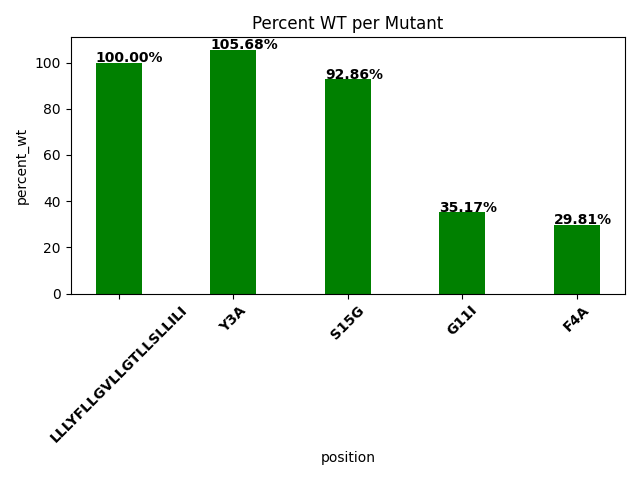 Percent WT per Mutant
percent_wt
100
80
60
40
20
0
100.00%
105.68%
92.86%
35.17%
29.81%
LLLYFLLGVLLGTLLSLLILI
Y3A
S15G
G11I
F4A
position